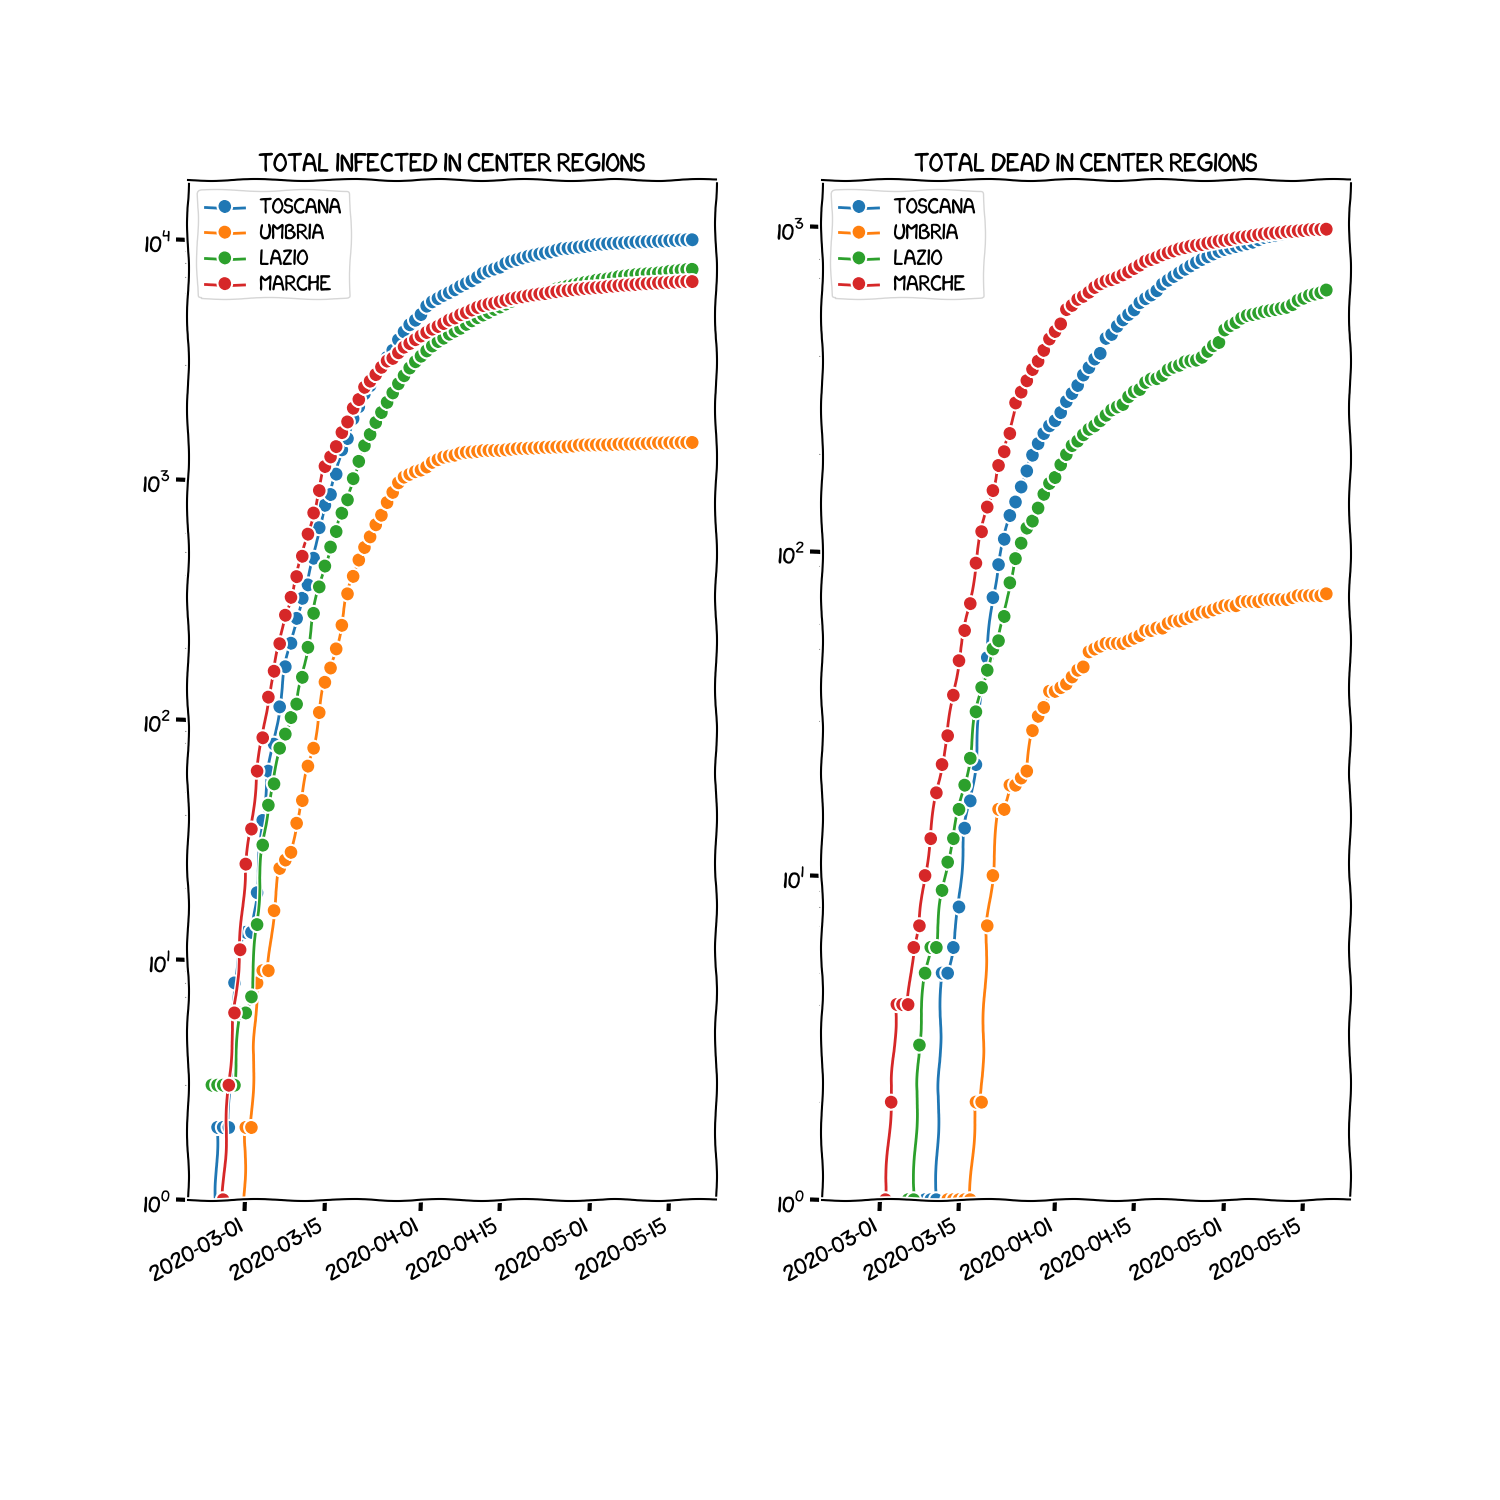 TOTAL INFECTED IN CENTER REGIONS
TOSCANA
UMBRIA
LAZIO
MARCHE
10⁴
10³
10²
10¹
10⁰
2020-03-01
2020-03-15
2020-04-01
2020-04-15
2020-05-01
2020-05-15
TOTAL DEAD IN CENTER REGIONS
TOSCANA
UMBRIA
LAZIO
MARCHE
10³
10²
10¹
10⁰
2020-03-01
2020-03-15
2020-04-01
2020-04-15
2020-05-01
2020-05-15